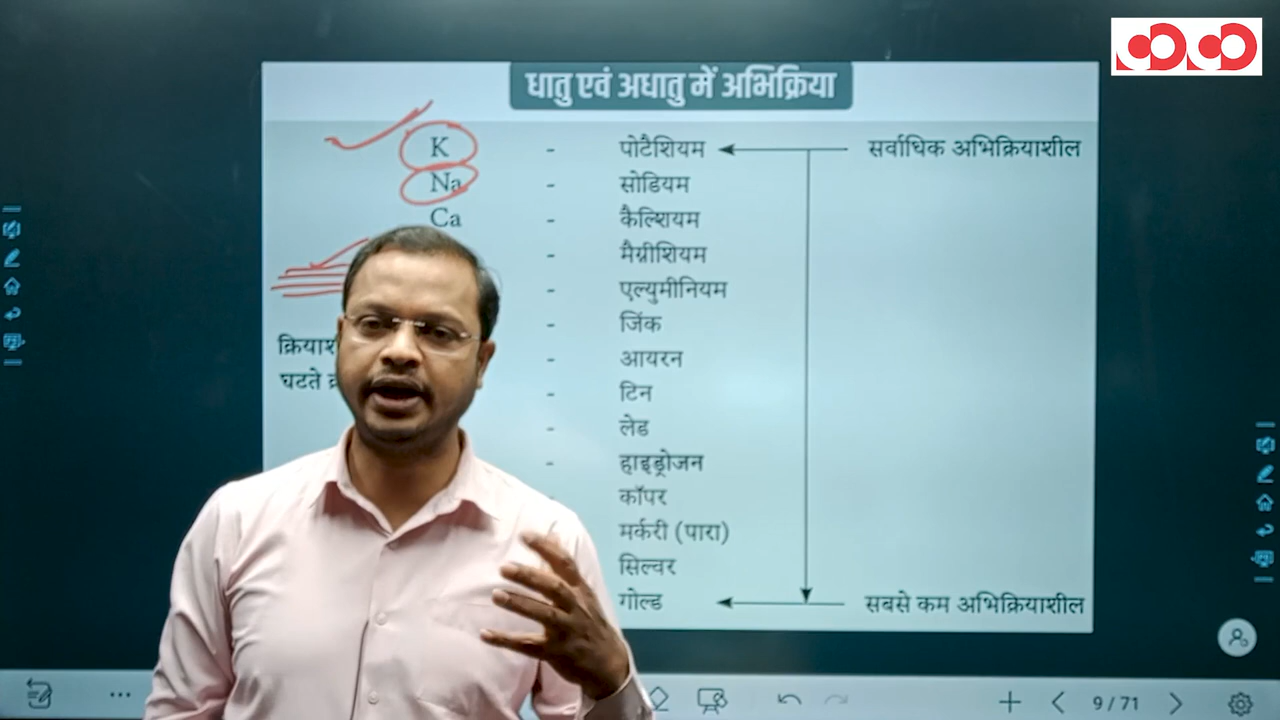 धातु एवं अधातु में अभिक्रिया
K - पोटैशियम सर्वाधिक अभिक्रियाशील
Na - सोडियम
Ca - कैल्शियम
- मैग्नीशियम
- एल्युमीनियम
- जिंक
- आयरन
- टिन
- लेड
- हाइड्रोजन
- कॉपर
मर्करी (पारा)
सिल्वर
गोल्ड सबसे कम अभिक्रियाशील
घटते
9/71